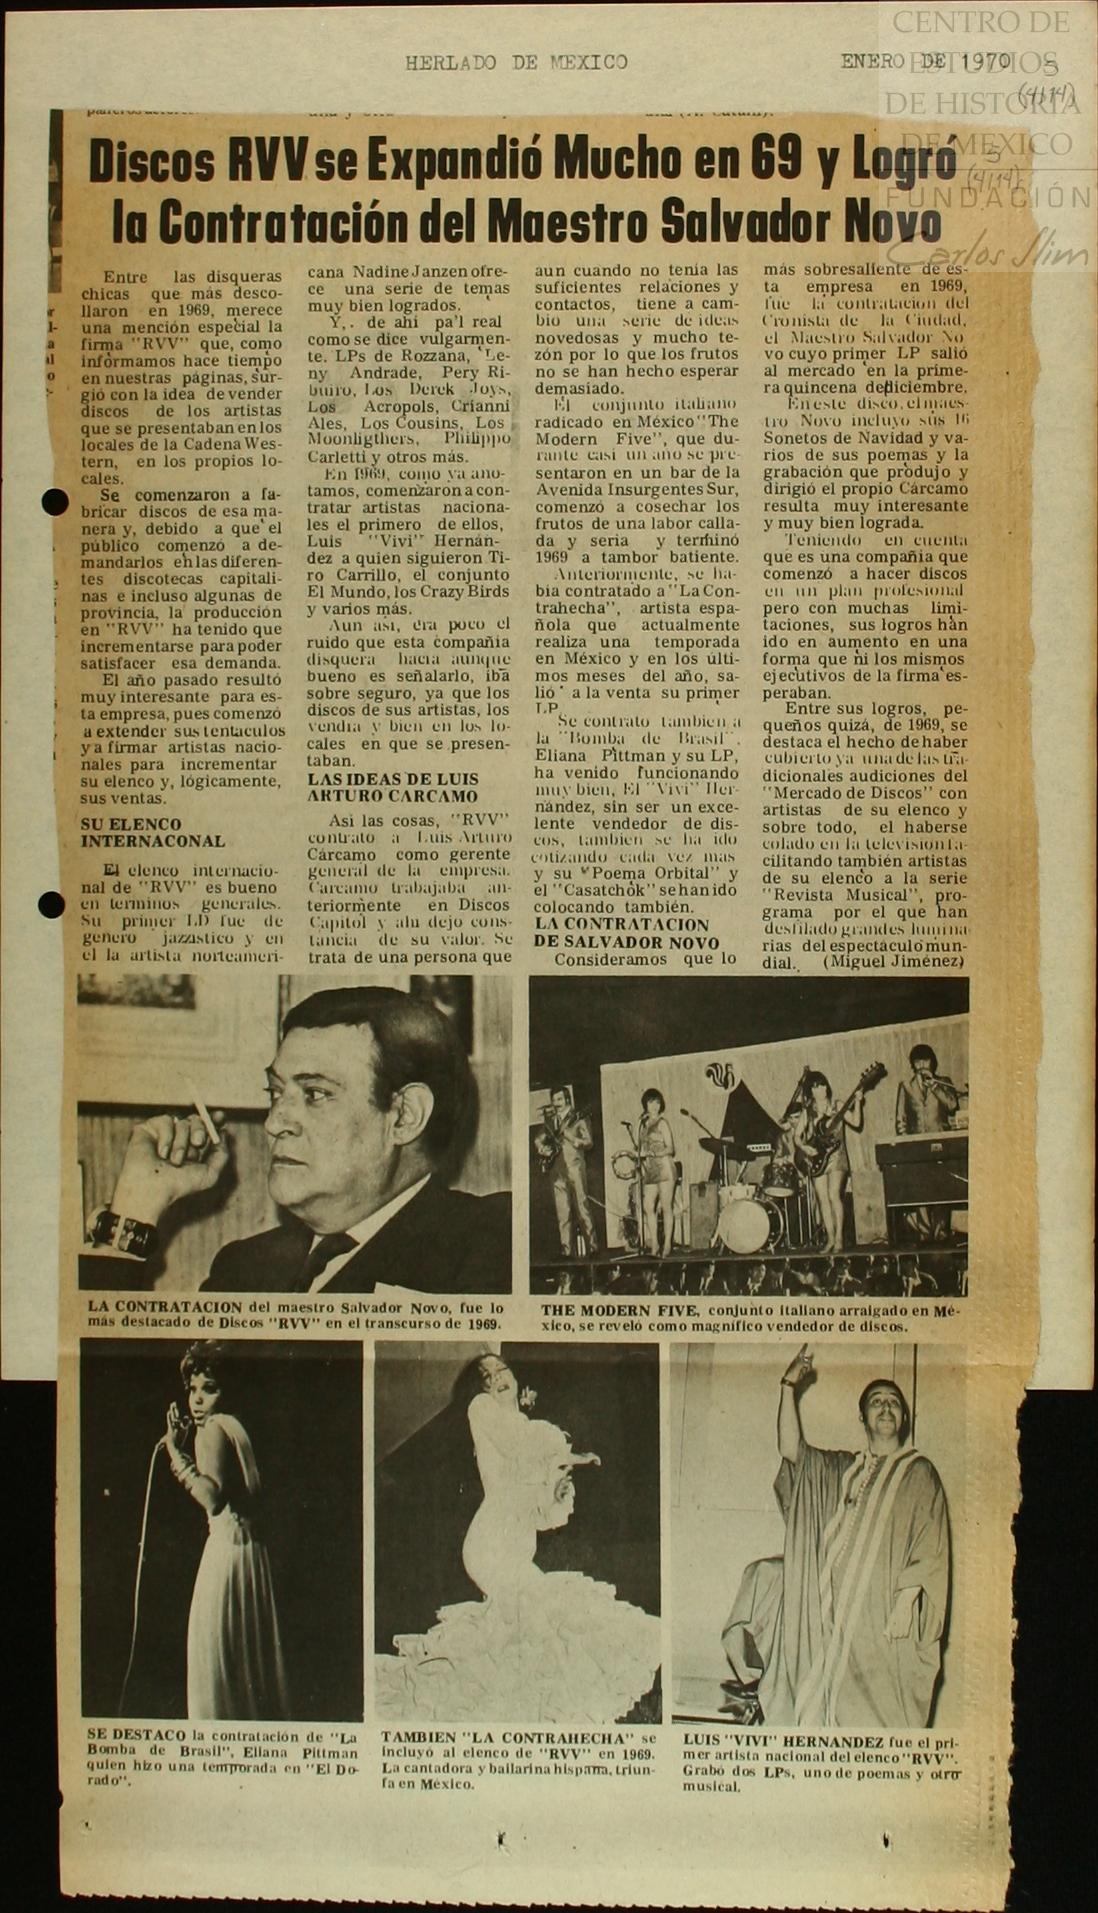 HERLADO DE MEXICO
ENERO DE 1970
5
(4114)
CENTRO DE
ESTUDIOS
DE HISTORIA
DE MEXICO
FUNDACIÓN
Carlos Slim
5
(4114)
Discos RVV se Expandió Mucho en 69 y Logró
la Contratación del Maestro Salvador Novo
Entre las disqueras
chicas que más desco-
llaron en 1969, merece
una mención especial la
firma "RVV" que, como
informamos hace tiempo
en nuestras páginas, sur-
gió con la idea de vender
discos de los artistas
que se presentaban en los
locales de la Cadena Wes-
tern, en los propios lo-
cales.
Se comenzaron a fa-
bricar discos de esa ma-
nera y, debido a que el
público comenzó a de-
mandarlos en las diferen-
tes discotecas capitali-
nas e incluso algunas de
provincia, la producción
en "RVV" ha tenido que
incrementarse para poder
satisfacer esa demanda.
El año pasado resultó
muy interesante para es-
ta empresa, pues comenzó
a extender sus tentáculos
y a firmar artistas nacio-
nales para incrementar
su elenco y, lógicamente,
sus ventas.
SU ELENCO
INTERNACONAL
El elenco internacio-
nal de "RVV" es bueno
en terminos generales.
Su primer LD fue de
genero jazzistico y en
el la artista norteameri-
cana Nadine Janzen ofre-
ce una serie de temas
muy bien logrados.
Y,. de ahi pa'l real
como se dice vulgarmen-
te. LPs de Rozzana, Le-
ny Andrade, Pery Ri-
buiro, Los Derek Joys,
Los Acropols, Crianni
Ales, Los Cousins, Los
Moonligthers, Philippo
Carletti y otros más.
En 1969, como ya ano-
tamos, comenzaron a con-
tratar artistas naciona-
les el primero de ellos,
Luis "Vivi" Hernán-
dez a quien siguieron Ti-
ro Carrillo, el conjunto
El Mundo, los Crazy Birds
y varios más.
Aun asi, era poco el
ruido que esta compañia
disquera hacia aunque
bueno es señalarlo, iba
sobre seguro, ya que los
discos de sus artistas, los
vendia y bien en los lo-
cales en que se presen-
taban.
LAS IDEAS DE LUIS
ARTURO CARCAMO
Asi las cosas, "RVV"
contrato a Luis Arturo
Cárcamo como gerente
general de la empresa.
Carcamo trabajaba an-
teriormente en Discos
Capitol y ahi dejo cons-
tancia de su valor. Se
trata de una persona que
aun cuando no tenia las
suficientes relaciones y
contactos, tiene a cam-
bio una serie de ideas
novedosas y mucho te-
zón por lo que los frutos
no se han hecho esperar
demasiado.
El conjunto italiano
radicado en México "The
Modern Five", que du-
rante casi un año se pre-
sentaron en un bar de la
Avenida Insurgentes Sur,
comenzó a cosechar los
frutos de una labor calla-
da y seria y terminó
1969 a tambor batiente.
Anteriormente, se ha-
bia contratado a "La Con-
trahecha", artista espa-
ñola que actualmente
realiza una temporada
en México y en los últi-
mos meses del año, sa-
lió a la venta su primer
LP.
Se contrato tambien a
la "Bomba de Brasil".
Eliana Pittman y su LP,
ha venido funcionando
muy bien, El "Vivi" Her-
nández, sin ser un exce-
lente vendedor de dis-
cos, tambien se ha ido
cotizando cada vez mas
y su "Poema Orbital" y
el "Casatchok" se han ido
colocando también.
LA CONTRATACION
DE SALVADOR NOVO
Consideramos que lo
más sobresaliente de es-
ta empresa en 1969,
fue la contratación del
Cronista de la Ciudad,
el Maestro Salvador No
vo cuyo primer LP salió
al mercado en la prime-
ra quincena de diciembre.
En este disco, el maes-
tro Novo incluyo sus 16
Sonetos de Navidad y va-
rios de sus poemas y la
grabación que produjo y
dirigió el propio Cárcamo
resulta muy interesante
y muy bien lograda.
Teniendo en cuenta
que es una compañia que
comenzó a hacer discos
en un plan profesional
pero con muchas limi-
taciones, sus logros han
ido en aumento en una
forma que ni los mismos
ejecutivos de la firma es-
peraban.
Entre sus logros, pe-
queños quizá, de 1969, se
destaca el hecho de haber
cubierto ya una de las tra-
dicionales audiciones del
"Mercado de Discos" con
artistas de su elenco y
sobre todo, el haberse
colado en la television fa-
cilitando también artistas
de su elenco a la serie
"Revista Musical", pro-
grama por el que han
desfilado grandes lumina-
rias del espectáculo mun-
dial. (Miguel Jiménez)
LA CONTRATACION del maestro Salvador Novo, fue lo
más destacado de Discos "RVV" en el transcurso de 1969.
THE MODERN FIVE, conjunto italiano arraigado en Mé-
xico, se reveló como magnífico vendedor de discos.
SE DESTACO la contratación de "La
Bomba de Brasil", Eliana Pittman
quien hizo una temporada en "El Do-
rado".
TAMBIEN "LA CONTRAHECHA" se
incluyó al elenco de "RVV" en 1969.
La cantadora y bailarina hispana, triun-
fa en México.
LUIS "VIVI" HERNANDEZ fue el pri-
mer artista nacional del elenco "RVV".
Grabó dos LPs, uno de poemas y otro
musical.